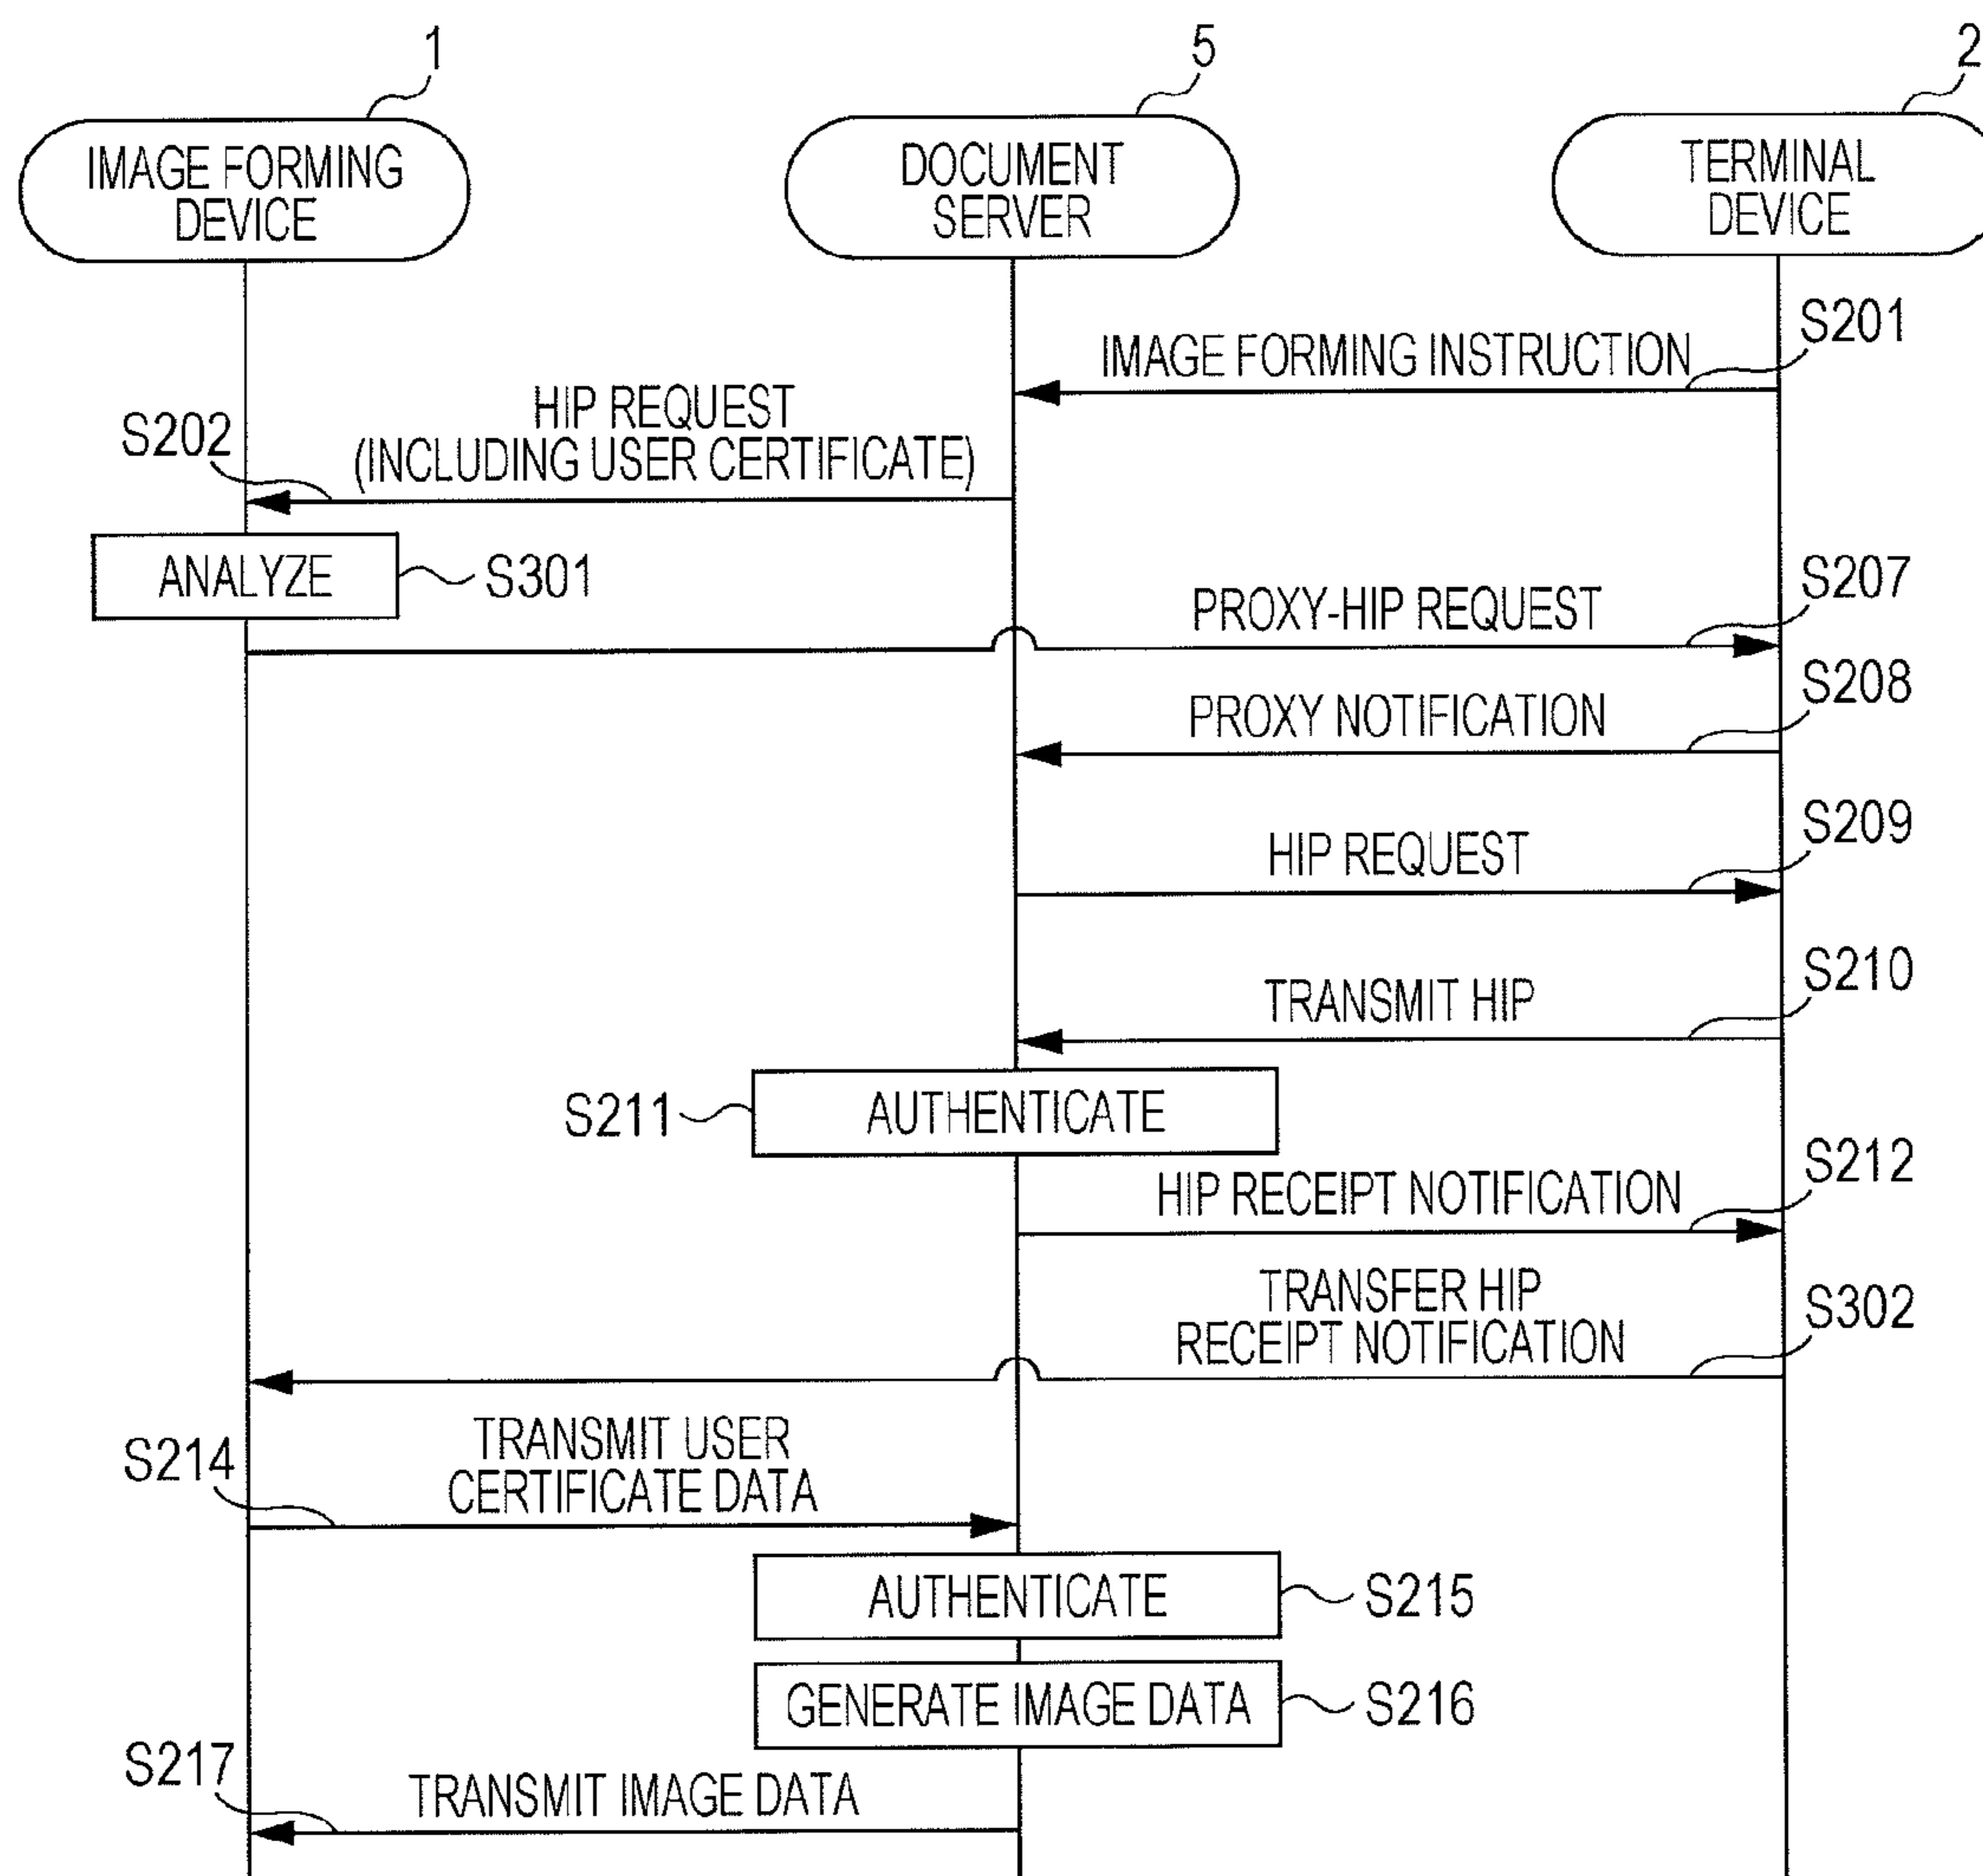 1
5
2
IMAGE FORMING
DEVICE
DOCUMENT
SERVER
TERMINAL
DEVICE
S201
IMAGE FORMING INSTRUCTION
S202
HIP REQUEST
(INCLUDING USER CERTIFICATE)
ANALYZE
S301
PROXY-HIP REQUEST
S207
PROXY NOTIFICATION
S208
HIP REQUEST
S209
TRANSMIT HIP
S210
S211
AUTHENTICATE
HIP RECEIPT NOTIFICATION
S212
TRANSFER HIP
RECEIPT NOTIFICATION
S302
S214
TRANSMIT USER
CERTIFICATE DATA
AUTHENTICATE
S215
GENERATE IMAGE DATA
S216
S217
TRANSMIT IMAGE DATA